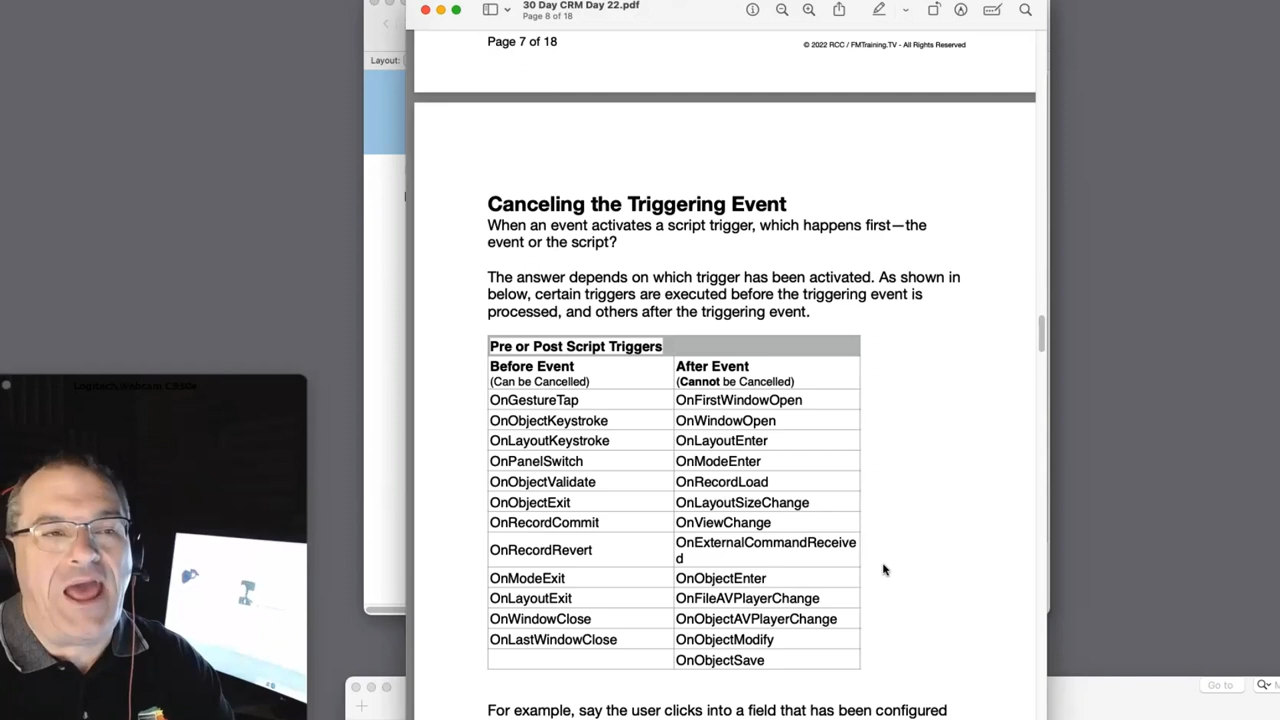 30 Day CRM Day 22.pdf
Page 8 of 18
Layout:
Page 7 of 18
© 2022 RCC / FMTraining.TV - All Rights Reserved
Canceling the Triggering Event
When an event activates a script trigger, which happens first—the
event or the script?
The answer depends on which trigger has been activated. As shown in
below, certain triggers are executed before the triggering event is
processed, and others after the triggering event.
Pre or Post Script Triggers
Before Event After Event
(Can be Cancelled) (Cannot be Cancelled)
OnGestureTap OnFirstWindowOpen
OnObjectKeystroke OnWindowOpen
OnLayoutKeystroke OnLayoutEnter
OnPanelSwitch OnModeEnter
OnObjectValidate OnRecordLoad
OnObjectExit OnLayoutSizeChange
OnRecordCommit OnViewChange
OnRecordRevert OnExternalCommandReceive
d
OnModeExit OnObjectEnter
OnLayoutExit OnFileAVPlayerChange
OnWindowClose OnObjectAVPlayerChange
OnLastWindowClose OnObjectModify
OnObjectSave
For example, say the user clicks into a field that has been configured
Go to